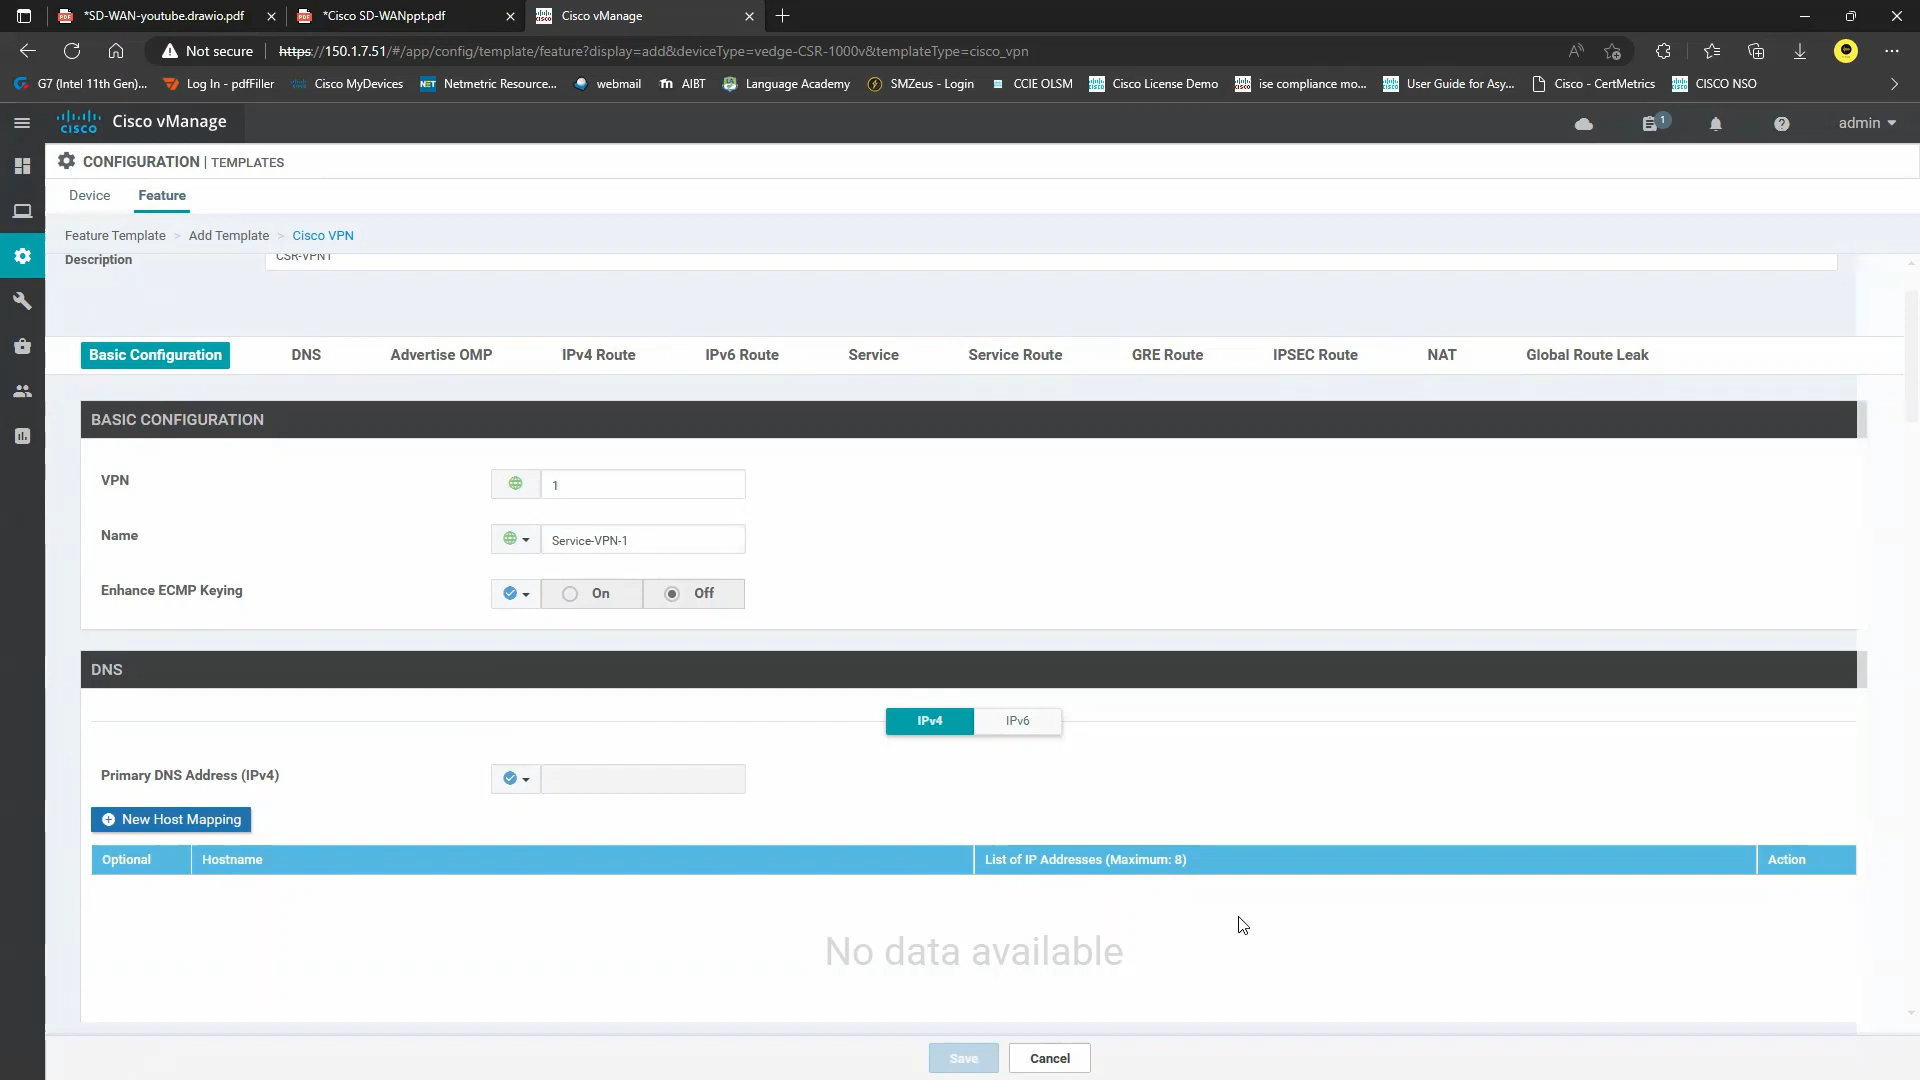 *SD-WAN-youtube.drawio.pdf
*Cisco SD-WANppt.pdf
Cisco vManage
Not secure
https://150.1.7.51/#/app/config/template/feature?display=add&deviceType=vedge-CSR-1000v&templateType=cisco_vpn
G7 (Intel 11th Gen)...
Log In - pdfFiller
Cisco MyDevices
Netmetric Resource...
webmail
AIBT
Language Academy
SMZeus - Login
CCIE OLSM
Cisco License Demo
ise compliance mo...
User Guide for Asy...
Cisco - CertMetrics
CISCO NSO
CISCO
Cisco vManage
1
admin
CONFIGURATION | TEMPLATES
Device
Feature
Feature Template > Add Template > Cisco VPN
Description
CSR-VPN1
Basic Configuration
DNS
Advertise OMP
IPv4 Route
IPv6 Route
Service
Service Route
GRE Route
IPSEC Route
NAT
Global Route Leak
BASIC CONFIGURATION
VPN
1
Name
Service-VPN-1
Enhance ECMP Keying
On
Off
DNS
IPv4
IPv6
Primary DNS Address (IPv4)
New Host Mapping
Optional
Hostname
List of IP Addresses (Maximum: 8)
Action
No data available
Save
Cancel